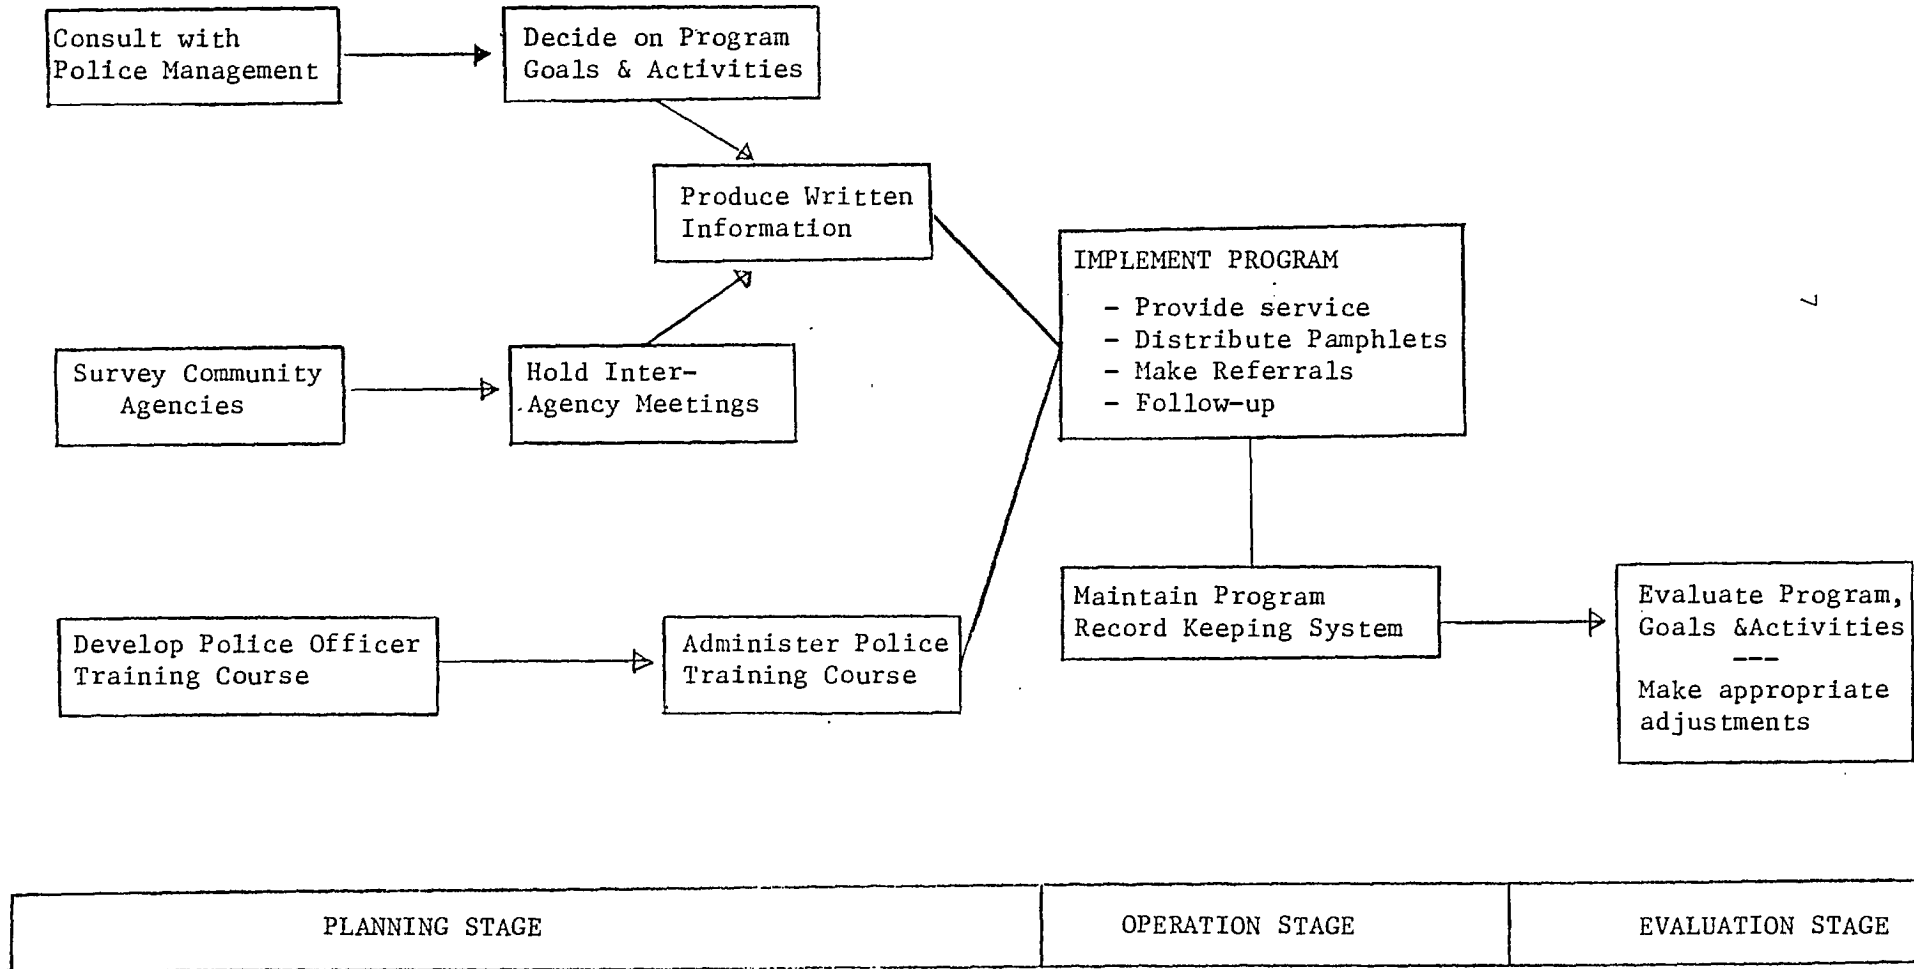 Consult with
Police Management
Decide on Program
Goals & Activities
Produce Written
Information
IMPLEMENT PROGRAM
- Provide service
- Distribute Pamphlets
- Make Referrals
- Follow-up
7
Survey Community
Agencies
Hold Inter-
Agency Meetings
Develop Police Officer
Training Course
Administer Police
Training Course
Maintain Program
Record Keeping System
Evaluate Program,
Goals &Activities
---
Make appropriate
adjustments
PLANNING STAGE
OPERATION STAGE
EVALUATION STAGE